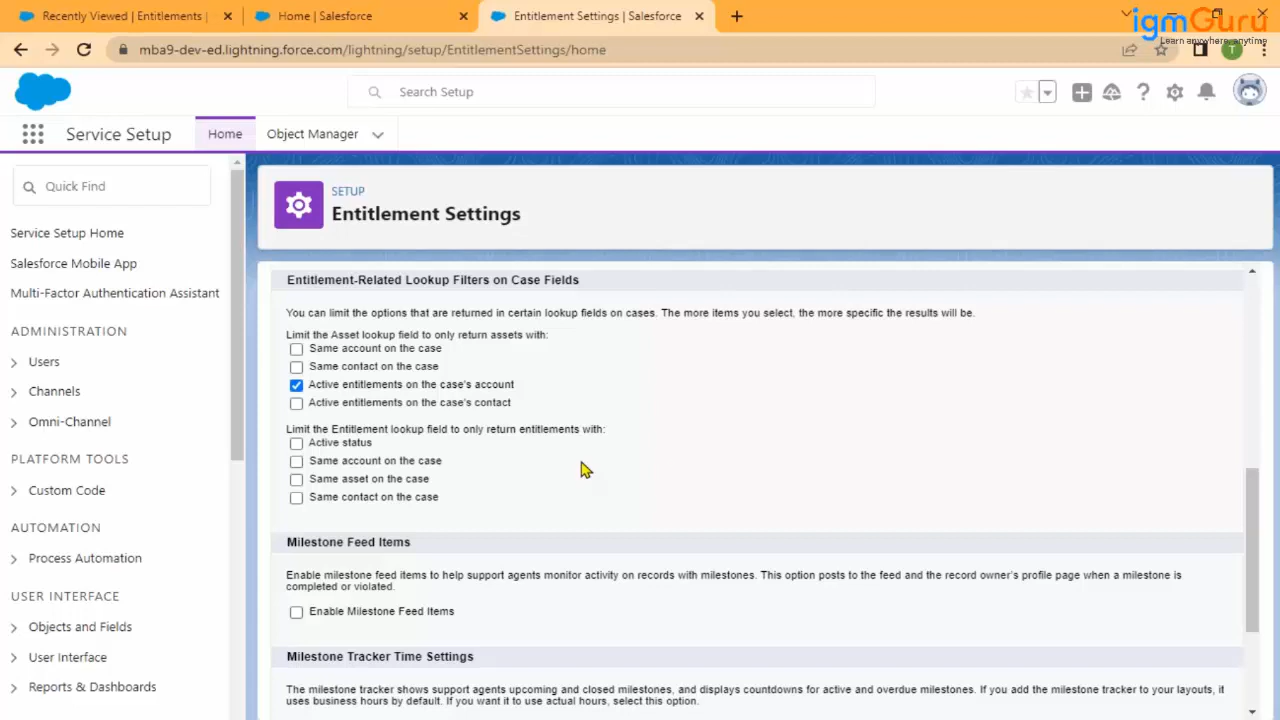 Recently Viewed | Entitlements |
Home | Salesforce
Entitlement Settings | Salesforce
igmGuru
Learn anywhere, anytime
mba9-dev-ed.lightning.force.com/lightning/setup/EntitlementSettings/home
T
Search Setup
Service Setup
Home
Object Manager
Quick Find
Service Setup Home
Salesforce Mobile App
Multi-Factor Authentication Assistant
ADMINISTRATION
Users
Channels
Omni-Channel
PLATFORM TOOLS
Custom Code
AUTOMATION
Process Automation
USER INTERFACE
Objects and Fields
User Interface
Reports & Dashboards
SETUP
Entitlement Settings
Entitlement-Related Lookup Filters on Case Fields
You can limit the options that are returned in certain lookup fields on cases. The more items you select, the more specific the results will be.
Limit the Asset lookup field to only return assets with:
Same account on the case
Same contact on the case
Active entitlements on the case's account
Active entitlements on the case's contact
Limit the Entitlement lookup field to only return entitlements with:
Active status
Same account on the case
Same asset on the case
Same contact on the case
Milestone Feed Items
Enable milestone feed items to help support agents monitor activity on records with milestones. This option posts to the feed and the record owner's profile page when a milestone is
completed or violated.
Enable Milestone Feed Items
Milestone Tracker Time Settings
The milestone tracker shows support agents upcoming and closed milestones, and displays countdowns for active and overdue milestones. If you add the milestone tracker to your layouts, it
uses business hours by default. If you want it to use actual hours, select this option.